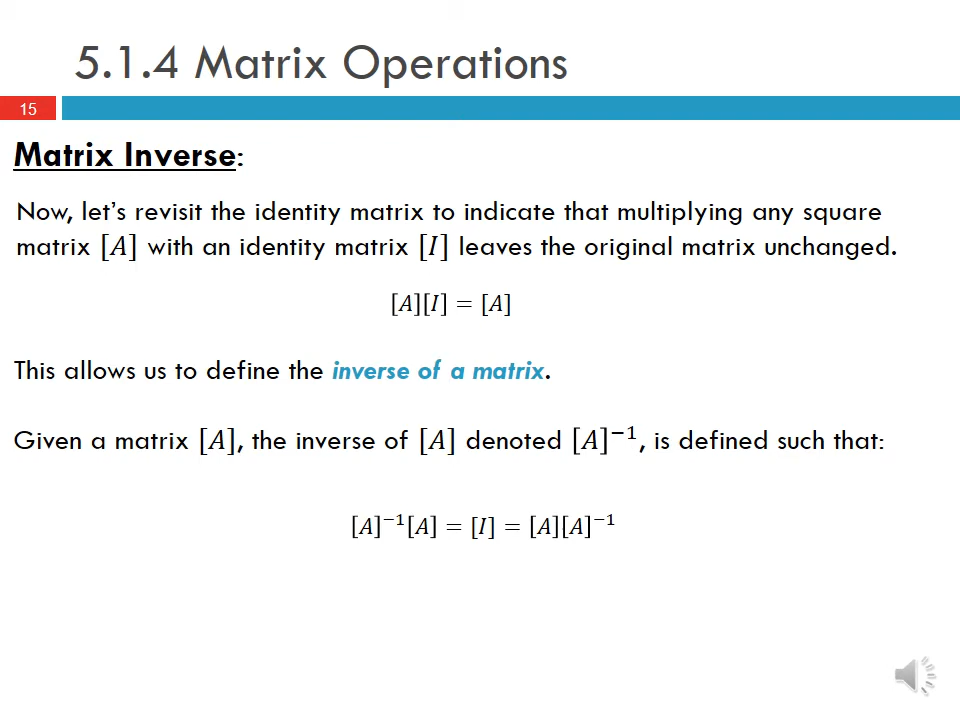 5.1.4 Matrix Operations
15
Matrix Inverse:
Now, let's revisit the identity matrix to indicate that multiplying any square
matrix [A] with an identity matrix [I] leaves the original matrix unchanged.
[A][I] = [A]
This allows us to define the inverse of a matrix.
Given a matrix [A], the inverse of [A] denoted [A]⁻¹, is defined such that:
[A]⁻¹[A] = [I] = [A][A]⁻¹